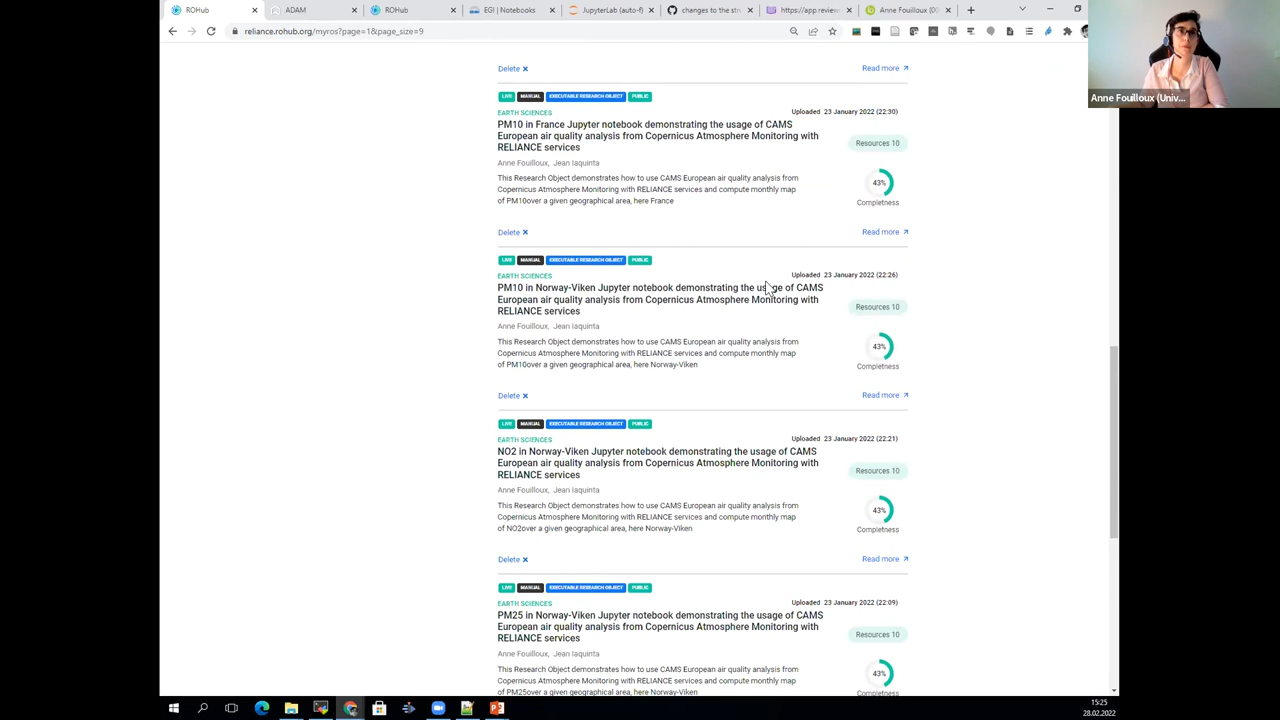 ROHub
ADAM
ROHub
EGI | Notebooks
JupyterLab (auto-f)
changes to the str
https://app.review
Anne Fouilloux (00
reliance.rohub.org/myros?page=1&page_size=9
Anne Fouilloux (Univ...
Delete ×
Read more
LIVE MANUAL EXECUTABLE RESEARCH OBJECT PUBLIC
EARTH SCIENCES
Uploaded 23 January 2022 (22:30)
PM10 in France Jupyter notebook demonstrating the usage of CAMS
European air quality analysis from Copernicus Atmosphere Monitoring with
RELIANCE services
Resources 10
Anne Fouilloux, Jean Iaquinta
This Research Object demonstrates how to use CAMS European air quality analysis from
Copernicus Atmosphere Monitoring with RELIANCE services and compute monthly map
of PM10over a given geographical area, here France
43%
Completness
Delete ×
Read more
LIVE MANUAL EXECUTABLE RESEARCH OBJECT PUBLIC
EARTH SCIENCES
Uploaded 23 January 2022 (22:26)
PM10 in Norway-Viken Jupyter notebook demonstrating the usage of CAMS
European air quality analysis from Copernicus Atmosphere Monitoring with
RELIANCE services
Resources 10
Anne Fouilloux, Jean Iaquinta
This Research Object demonstrates how to use CAMS European air quality analysis from
Copernicus Atmosphere Monitoring with RELIANCE services and compute monthly map
of PM10over a given geographical area, here Norway-Viken
43%
Completness
Delete ×
Read more
LIVE MANUAL EXECUTABLE RESEARCH OBJECT PUBLIC
EARTH SCIENCES
Uploaded 23 January 2022 (22:21)
NO2 in Norway-Viken Jupyter notebook demonstrating the usage of CAMS
European air quality analysis from Copernicus Atmosphere Monitoring with
RELIANCE services
Resources 10
Anne Fouilloux, Jean Iaquinta
This Research Object demonstrates how to use CAMS European air quality analysis from
Copernicus Atmosphere Monitoring with RELIANCE services and compute monthly map
of NO2over a given geographical area, here Norway-Viken
43%
Completness
Delete ×
Read more
LIVE MANUAL EXECUTABLE RESEARCH OBJECT PUBLIC
EARTH SCIENCES
Uploaded 23 January 2022 (22:09)
PM25 in Norway-Viken Jupyter notebook demonstrating the usage of CAMS
European air quality analysis from Copernicus Atmosphere Monitoring with
RELIANCE services
Resources 10
Anne Fouilloux, Jean Iaquinta
This Research Object demonstrates how to use CAMS European air quality analysis from
Copernicus Atmosphere Monitoring with RELIANCE services and compute monthly map
of PM25over a given geographical area, here Norway-Viken
43%
Completness
15:25
28.02.2022